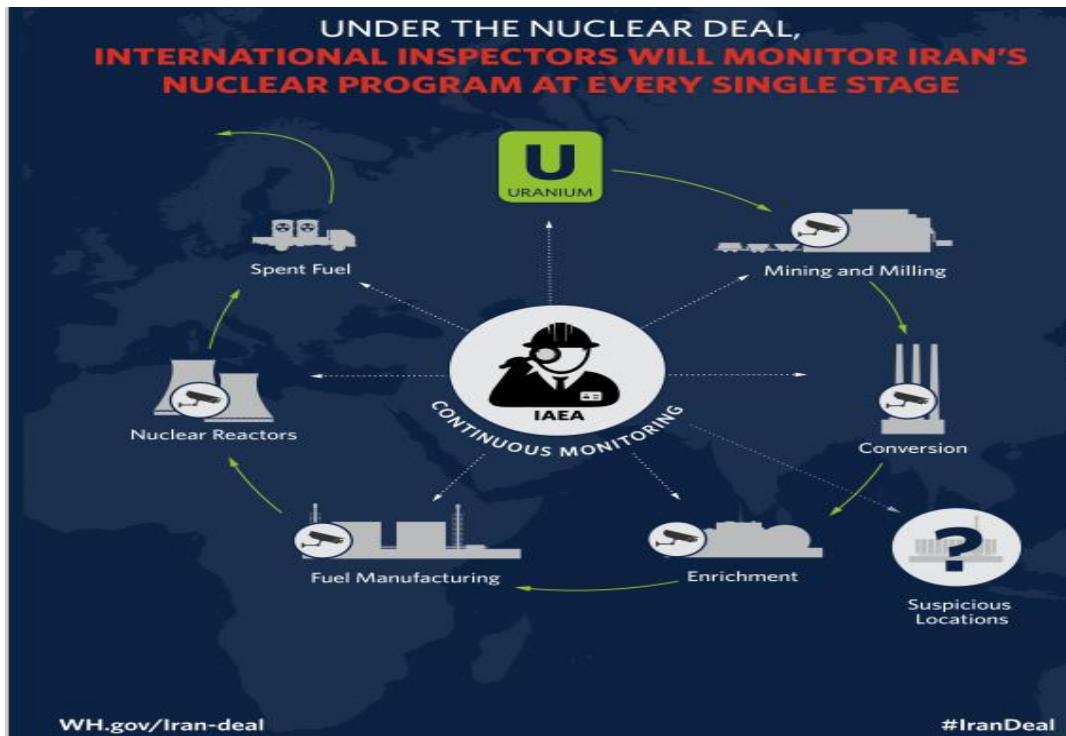 UNDER THE NUCLEAR DEAL,
INTERNATIONAL INSPECTORS WILL MONITOR IRAN'S
NUCLEAR PROGRAM AT EVERY SINGLE STAGE
U
URANIUM
Spent Fuel
Mining and Milling
IAEA
CONTINUOUS MONITORING
Nuclear Reactors
Conversion
Fuel Manufacturing
Enrichment
?
Suspicious
Locations
WH.gov/Iran-deal
#IranDeal